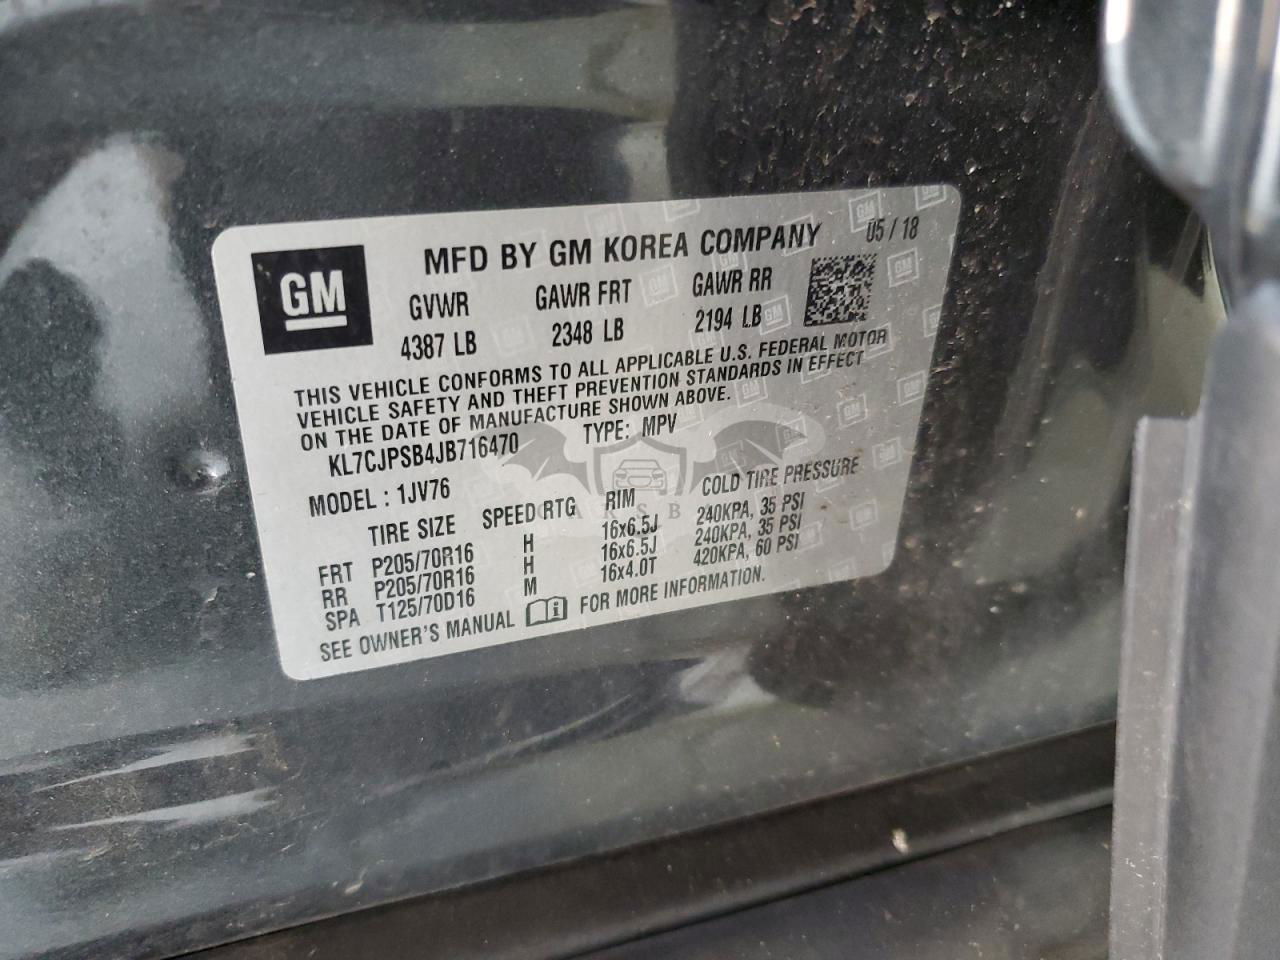 GM
MFD BY GM KOREA COMPANY 05 / 18
GVWR GAWR FRT GAWR RR
4387 LB 2348 LB 2194 LB
THIS VEHICLE CONFORMS TO ALL APPLICABLE U.S. FEDERAL MOTOR
VEHICLE SAFETY AND THEFT PREVENTION STANDARDS IN EFFECT
ON THE DATE OF MANUFACTURE SHOWN ABOVE.
KL7CJPSB4JB716470 TYPE: MPV
MODEL : 1JV76
TIRE SIZE SPEED RTG RIM COLD TIRE PRESSURE
FRT P205/70R16 H 16x6.5J 240KPA, 35 PSI
RR P205/70R16 H 16x6.5J 240KPA, 35 PSI
SPA T125/70D16 M 16x4.0T 420KPA, 60 PSI
SEE OWNER'S MANUAL FOR MORE INFORMATION.